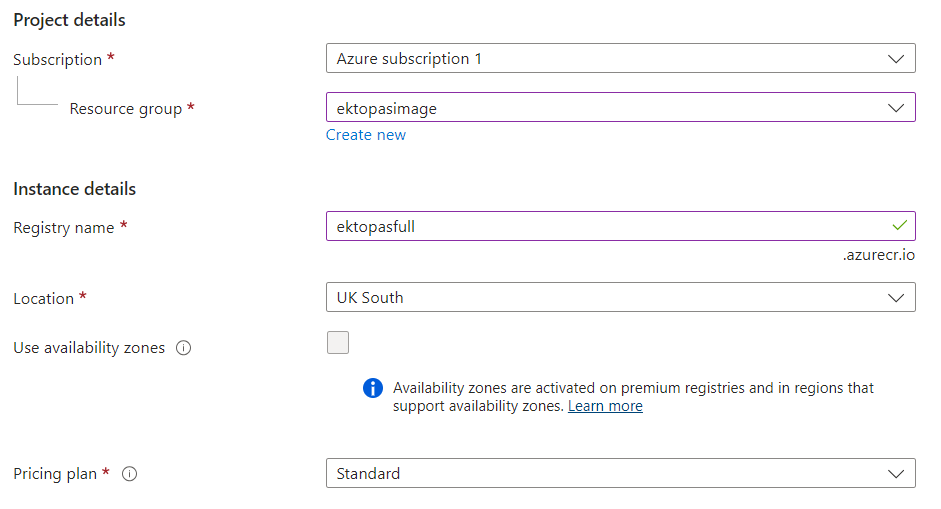 Project details
Subscription *
Azure subscription 1
Resource group *
ektopasimage
Create new
Instance details
Registry name *
ektopasfull
.azurecr.io
Location *
UK South
Use availability zones
Availability zones are activated on premium registries and in regions that
support availability zones. Learn more
Pricing plan *
Standard